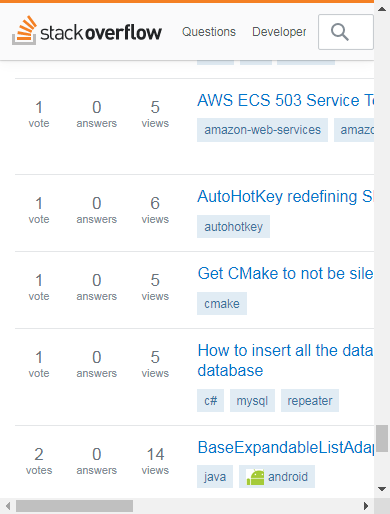 stackoverflow Questions Developer
1 0 5 AWS ECS 503 Service
vote answers views amazon-web-services
1 0 6 AutoHotKey redefining
vote answers views autohotkey
1 0 5 Get CMake to not be
vote answers views cmake
1 0 5 How to insert all the data
vote answers views database
c# mysql repeater
2 0 14
votes answers views java android